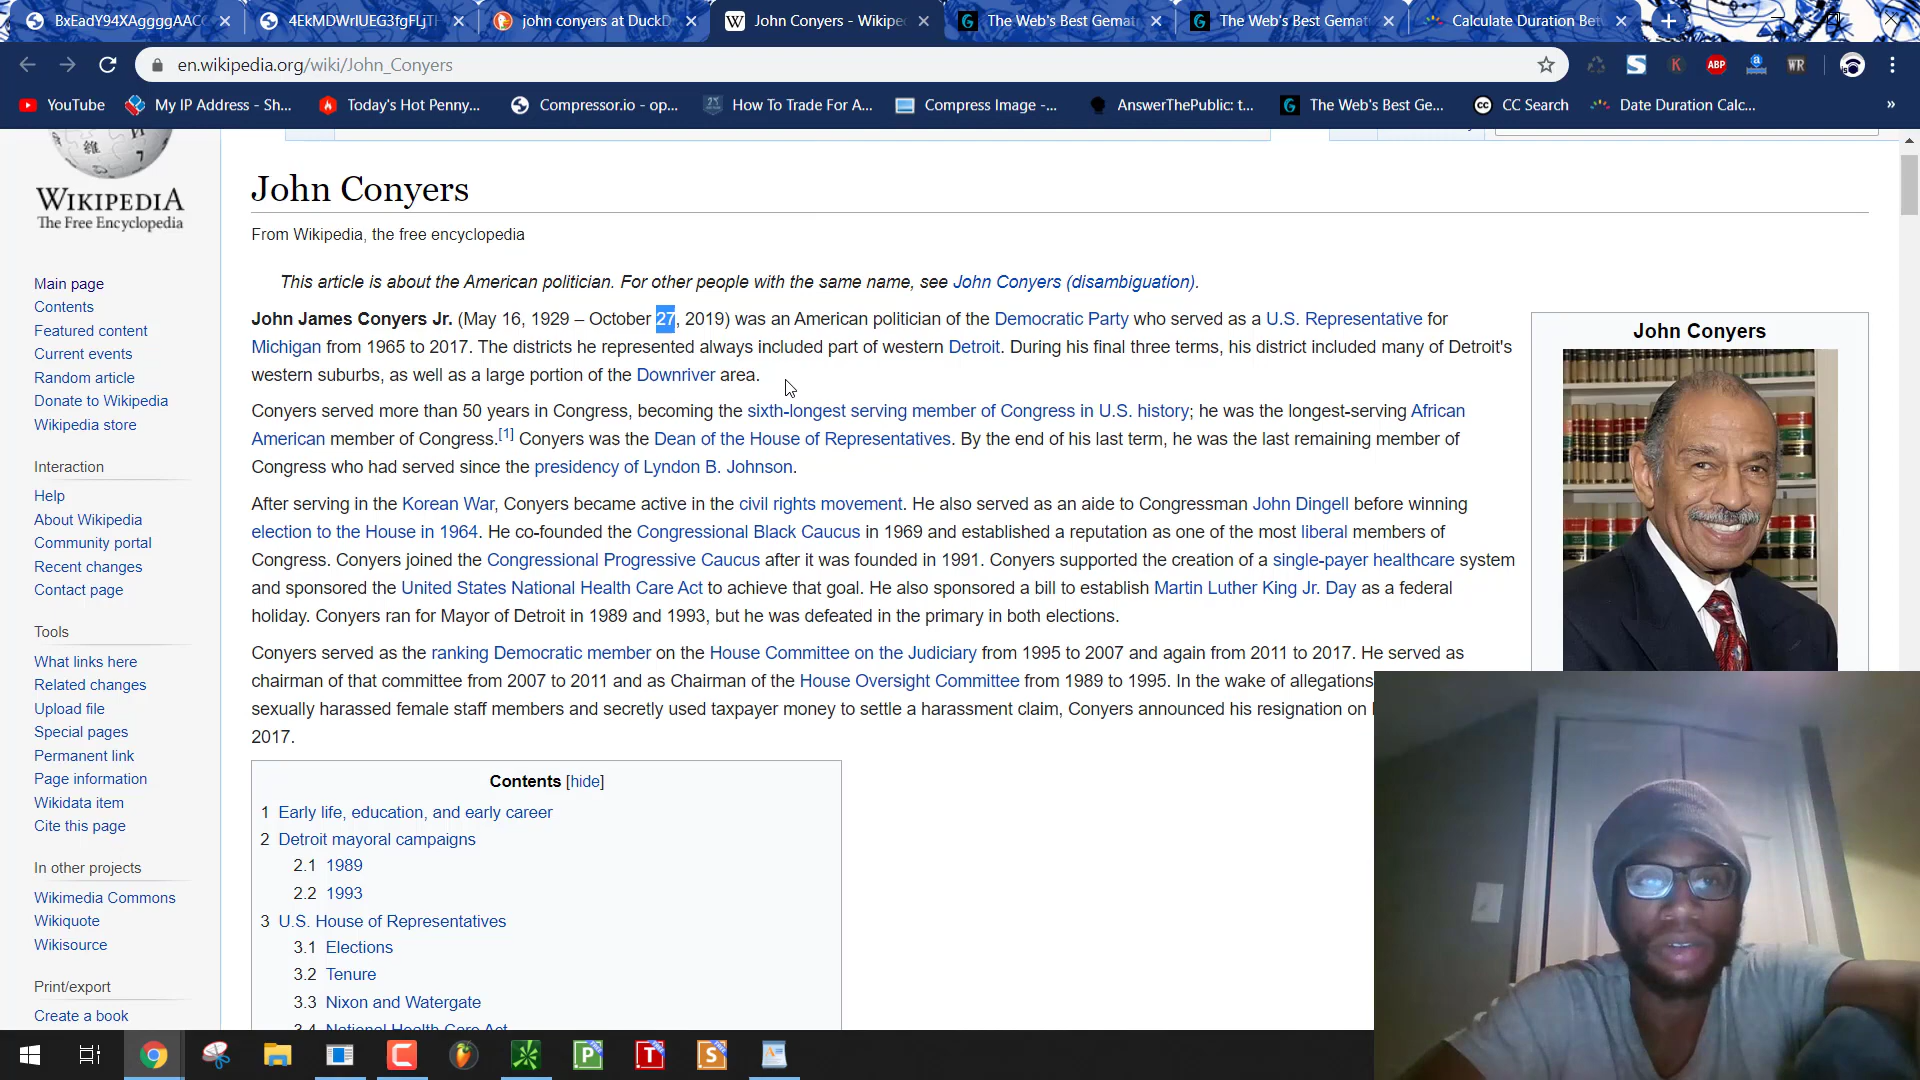 BxEadY94XAggggAACC
4EkMDWrIUEG3fgFLjTH
john conyers at DuckD
John Conyers - Wikipe
The Web's Best Gemat
The Web's Best Gemat
Calculate Duration Bet
en.wikipedia.org/wiki/John_Conyers
YouTube
My IP Address - Sh...
Today's Hot Penny...
Compressor.io - op...
How To Trade For A...
Compress Image -...
AnswerThePublic: t...
The Web's Best Ge...
CC Search
Date Duration Calc...
WIKIPEDIA
The Free Encyclopedia
Main page
Contents
Featured content
Current events
Random article
Donate to Wikipedia
Wikipedia store
Interaction
Help
About Wikipedia
Community portal
Recent changes
Contact page
Tools
What links here
Related changes
Upload file
Special pages
Permanent link
Page information
Wikidata item
Cite this page
In other projects
Wikimedia Commons
Wikiquote
Wikisource
Print/export
Create a book
John Conyers
From Wikipedia, the free encyclopedia
This article is about the American politician. For other people with the same name, see John Conyers (disambiguation).
John James Conyers Jr. (May 16, 1929 – October 27, 2019) was an American politician of the Democratic Party who served as a U.S. Representative for
Michigan from 1965 to 2017. The districts he represented always included part of western Detroit. During his final three terms, his district included many of Detroit's
western suburbs, as well as a large portion of the Downriver area.
Conyers served more than 50 years in Congress, becoming the sixth-longest serving member of Congress in U.S. history; he was the longest-serving African
American member of Congress.[1] Conyers was the Dean of the House of Representatives. By the end of his last term, he was the last remaining member of
Congress who had served since the presidency of Lyndon B. Johnson.
After serving in the Korean War, Conyers became active in the civil rights movement. He also served as an aide to Congressman John Dingell before winning
election to the House in 1964. He co-founded the Congressional Black Caucus in 1969 and established a reputation as one of the most liberal members of
Congress. Conyers joined the Congressional Progressive Caucus after it was founded in 1991. Conyers supported the creation of a single-payer healthcare system
and sponsored the United States National Health Care Act to achieve that goal. He also sponsored a bill to establish Martin Luther King Jr. Day as a federal
holiday. Conyers ran for Mayor of Detroit in 1989 and 1993, but he was defeated in the primary in both elections.
Conyers served as the ranking Democratic member on the House Committee on the Judiciary from 1995 to 2007 and again from 2011 to 2017. He served as
chairman of that committee from 2007 to 2011 and as Chairman of the House Oversight Committee from 1989 to 1995. In the wake of allegations
sexually harassed female staff members and secretly used taxpayer money to settle a harassment claim, Conyers announced his resignation on
2017.
Contents [hide]
1 Early life, education, and early career
2 Detroit mayoral campaigns
2.1 1989
2.2 1993
3 U.S. House of Representatives
3.1 Elections
3.2 Tenure
3.3 Nixon and Watergate
3.4 National Health Care Act
John Conyers